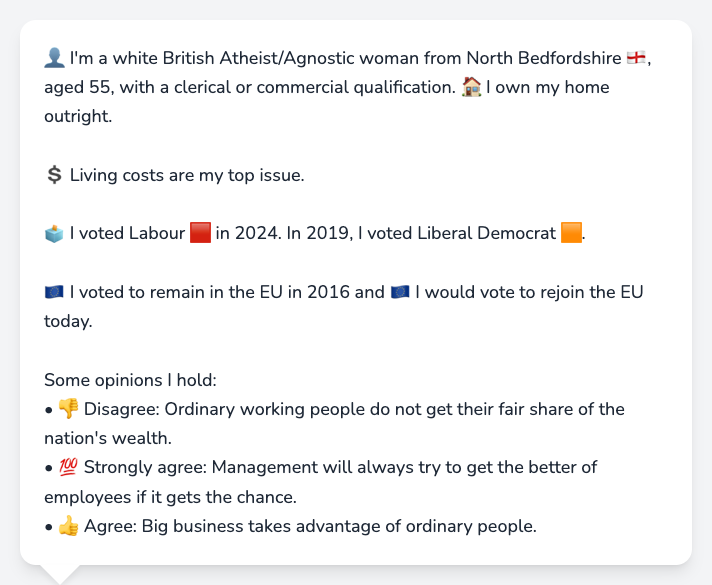 👤 I'm a white British Atheist/Agnostic woman from North Bedfordshire 🏴󠁧󠁢󠁥󠁮󠁧󠁿,
aged 55, with a clerical or commercial qualification. 🏠 I own my home
outright.
💲 Living costs are my top issue.
🗳️ I voted Labour 🟥 in 2024. In 2019, I voted Liberal Democrat 🟧.
🇪🇺 I voted to remain in the EU in 2016 and 🇪🇺 I would vote to rejoin the EU
today.
Some opinions I hold:
• 👎 Disagree: Ordinary working people do not get their fair share of the
nation's wealth.
• 💯 Strongly agree: Management will always try to get the better of
employees if it gets the chance.
• 👍 Agree: Big business takes advantage of ordinary people.